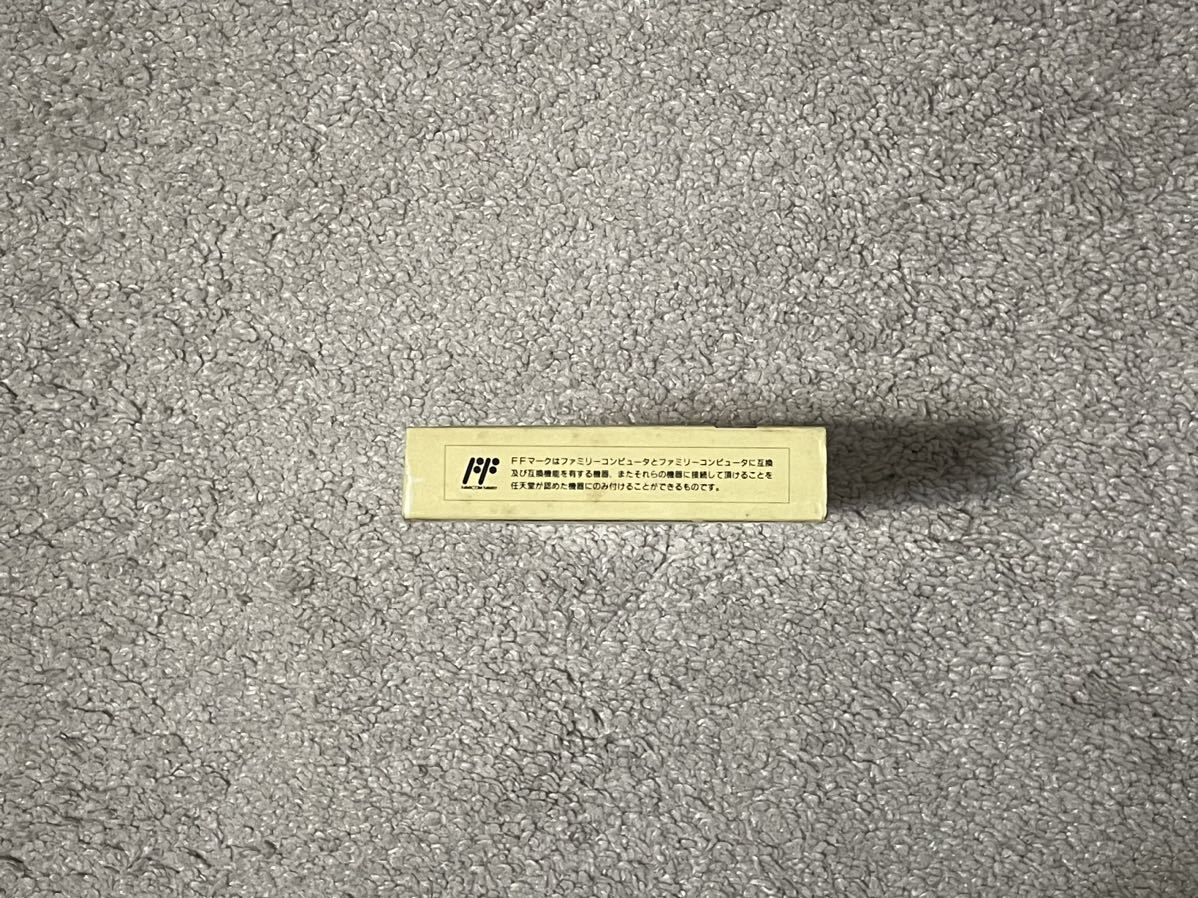 FFマークはファミリーコンピュータとファミリーコンピュータに互換
及び互換機能を有する機器、またそれらの機器に接続して頂けることを
任天堂が認めた機器にのみ付けることができるものです。
FAMICOM FAMILY